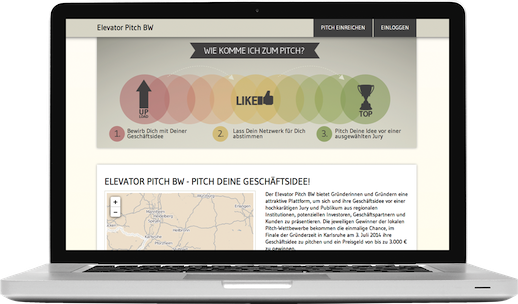 Elevator Pitch BW
PITCH EINREICHEN
EINLOGGEN
WIE KOMME ICH ZUM PITCH?
UP
LOAD
LIKE
TOP
1. Bewirb Dich mit Deiner
Geschäftsidee
2. Lass Dein Netzwerk für Dich
abstimmen
3. Pitch Deine Idee vor einer
ausgewählten Jury
ELEVATOR PITCH BW - PITCH DEINE GESCHÄFTSIDEE!
+
-
Heidelberg
Der Elevator Pitch BW bietet Gründerinnen und Gründern eine
attraktive Plattform, um sich und ihre Geschäftsidee vor einer
hochkarätigen Jury und Publikum aus regionalen
Institutionen, potenziellen Investoren, Geschäftspartnern und
Kunden zu präsentieren. Die jeweiligen Gewinner der lokalen
Pitch-Wettbewerbe bekommen die einmalige Chance, im
Finale der Gründerzeit in Karlsruhe am 3. Juli 2014 ihre
Geschäftsidee zu pitchen und ein Preisgeld von bis zu 3.000 €
zu gewinnen.